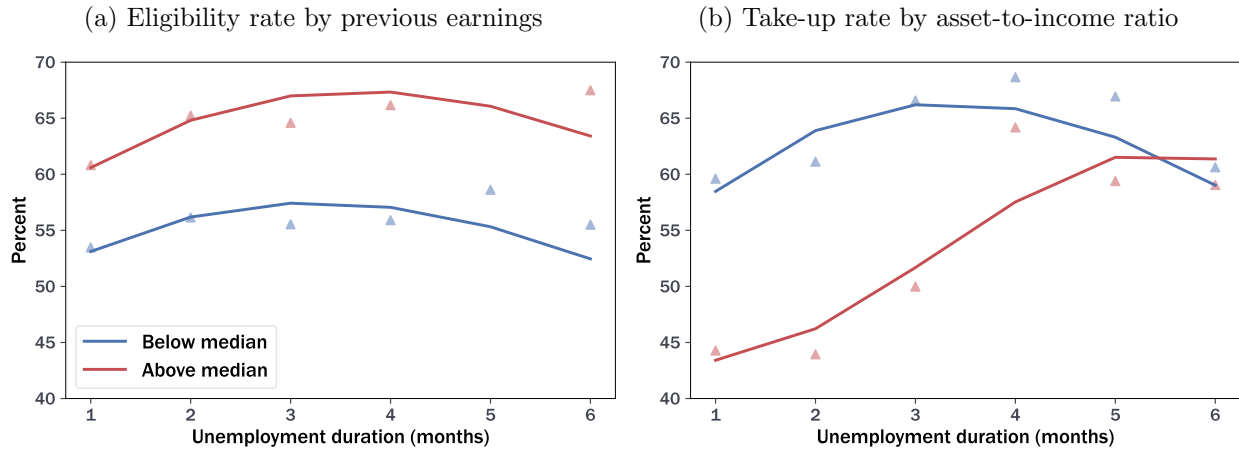 (a) Eligibility rate by previous earnings
70
65
60
55
50
45
40
Percent
Below median
Above median
1 2 3 4 5 6
Unemployment duration (months)
(b) Take-up rate by asset-to-income ratio
70
65
60
55
50
45
40
Percent
1 2 3 4 5 6
Unemployment duration (months)